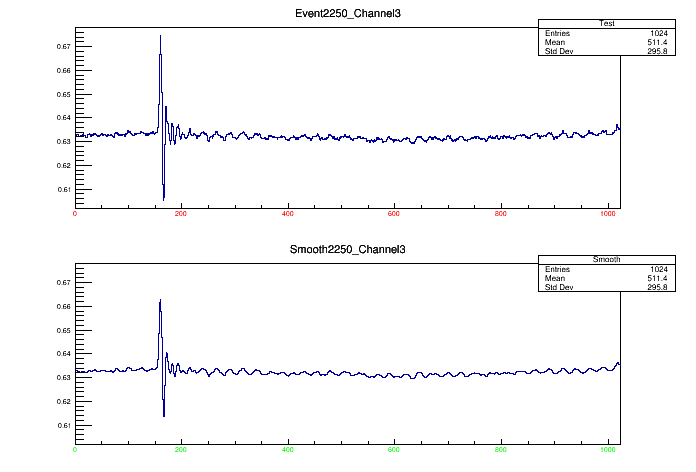 Event2250_Channel3
Test
Entries 1024
Mean 511.4
Std Dev 295.8
0.67
0.66
0.65
0.64
0.63
0.62
0.61
0 200 400 600 800 1000
Smooth2250_Channel3
Smooth
Entries 1024
Mean 511.4
Std Dev 295.8
0.67
0.66
0.65
0.64
0.63
0.62
0.61
0 200 400 600 800 1000